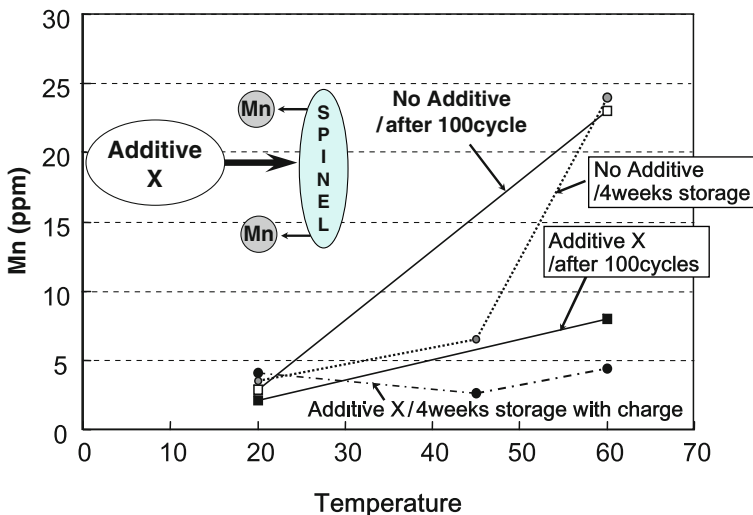 30
25
20
15
10
5
0
Mn (ppm)
0 10 20 30 40 50 60 70
Temperature
Additive
X
Mn
Mn
SPINEL
No Additive
/after 100cycle
No Additive
/4weeks storage
Additive X
/after 100cycles
Additive X/4weeks storage with charge